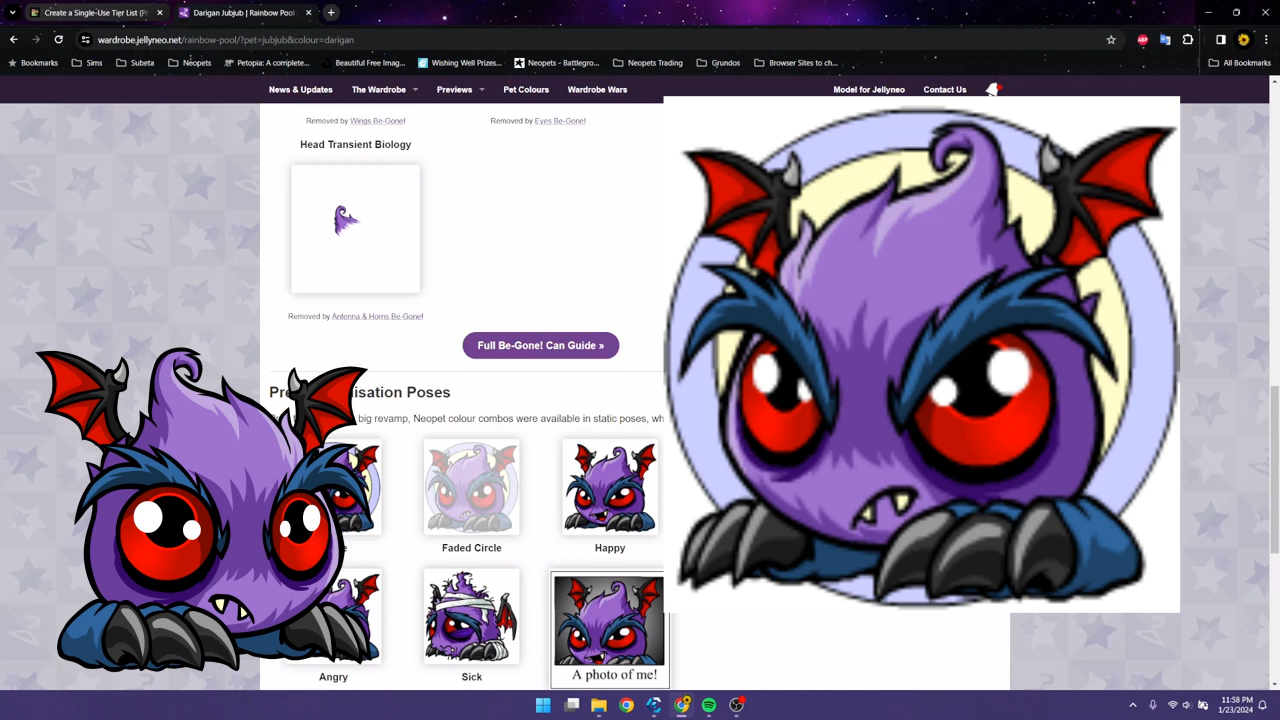 Create a Single-Use Tier List (P
Darigan Jubjub | Rainbow Pool
wardrobe.jellyneo.net/rainbow-pool/?pet=jubjub&colour=darigan
Bookmarks Sims Subeta Neopets Petopia: A complete... Beautiful Free Imag... Wishing Well Prizes... Neopets - Battlegro... Neopets Trading Grundos Browser Sites to ch... All Bookmarks
News & Updates The Wardrobe Previews Pet Colours Wardrobe Wars Model for Jellyneo Contact Us
Removed by Wings Be-Gone! Removed by Eyes Be-Gone!
Head Transient Biology
Removed by Antenna & Horns Be-Gone!
Full Be-Gone! Can Guide »
Pre isation Poses
big revamp, Neopet colour combos were available in static poses, wh
Faded Circle Happy
A photo of me!
Angry Sick
11:58 PM
1/23/2024